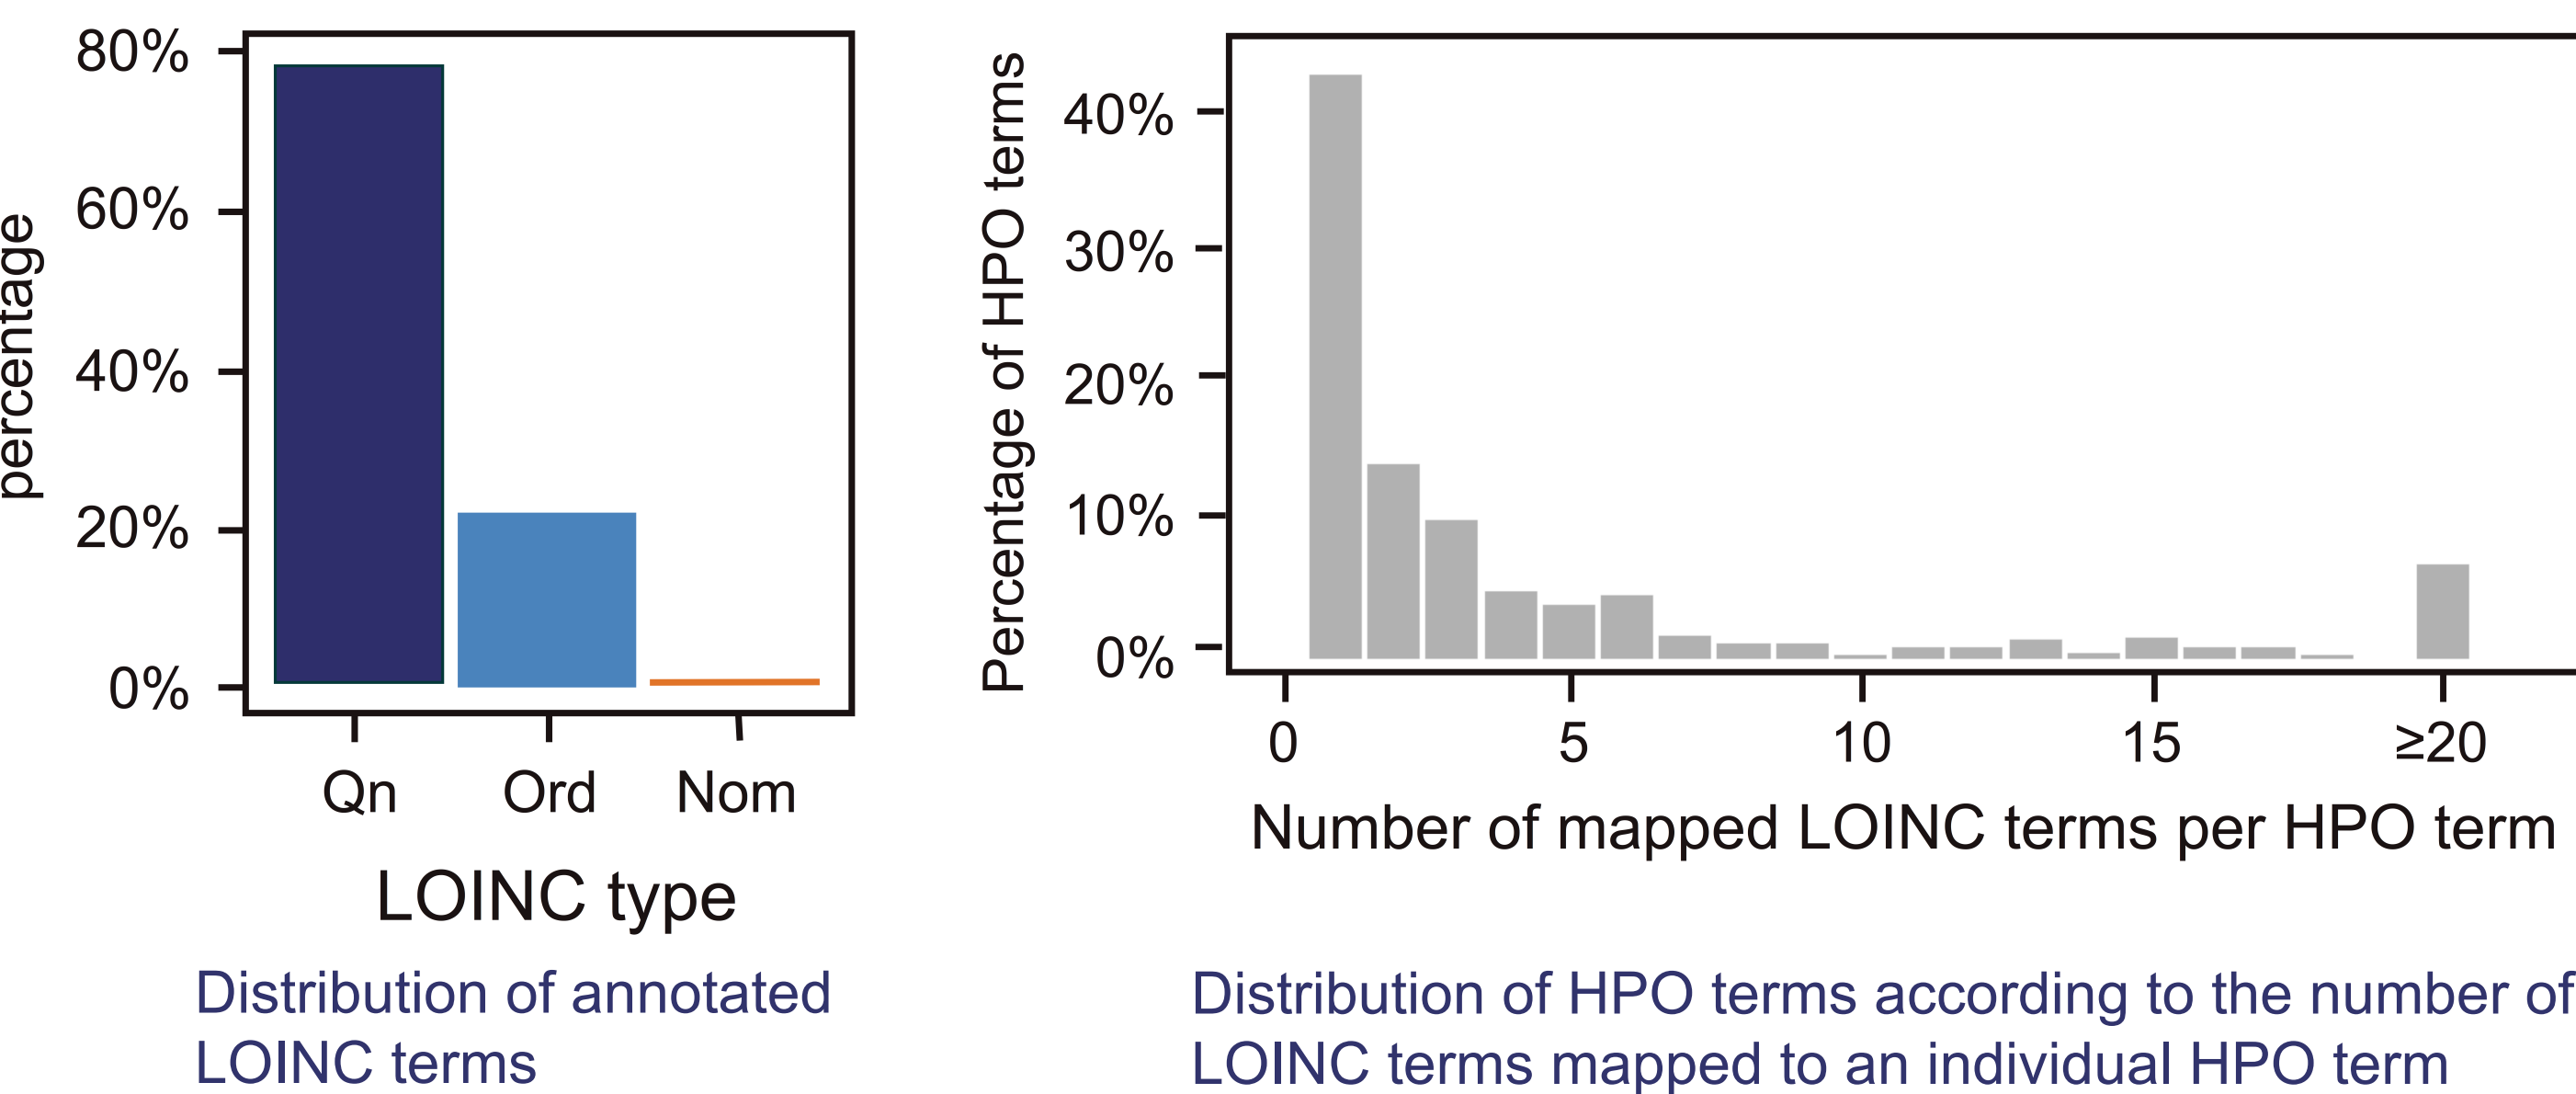 percentage
80%
60%
40%
20%
0%
Qn Ord Nom
LOINC type
Distribution of annotated
LOINC terms
Percentage of HPO terms
40%
30%
20%
10%
0%
0 5 10 15 ≥20
Number of mapped LOINC terms per HPO term
Distribution of HPO terms according to the number of
LOINC terms mapped to an individual HPO term